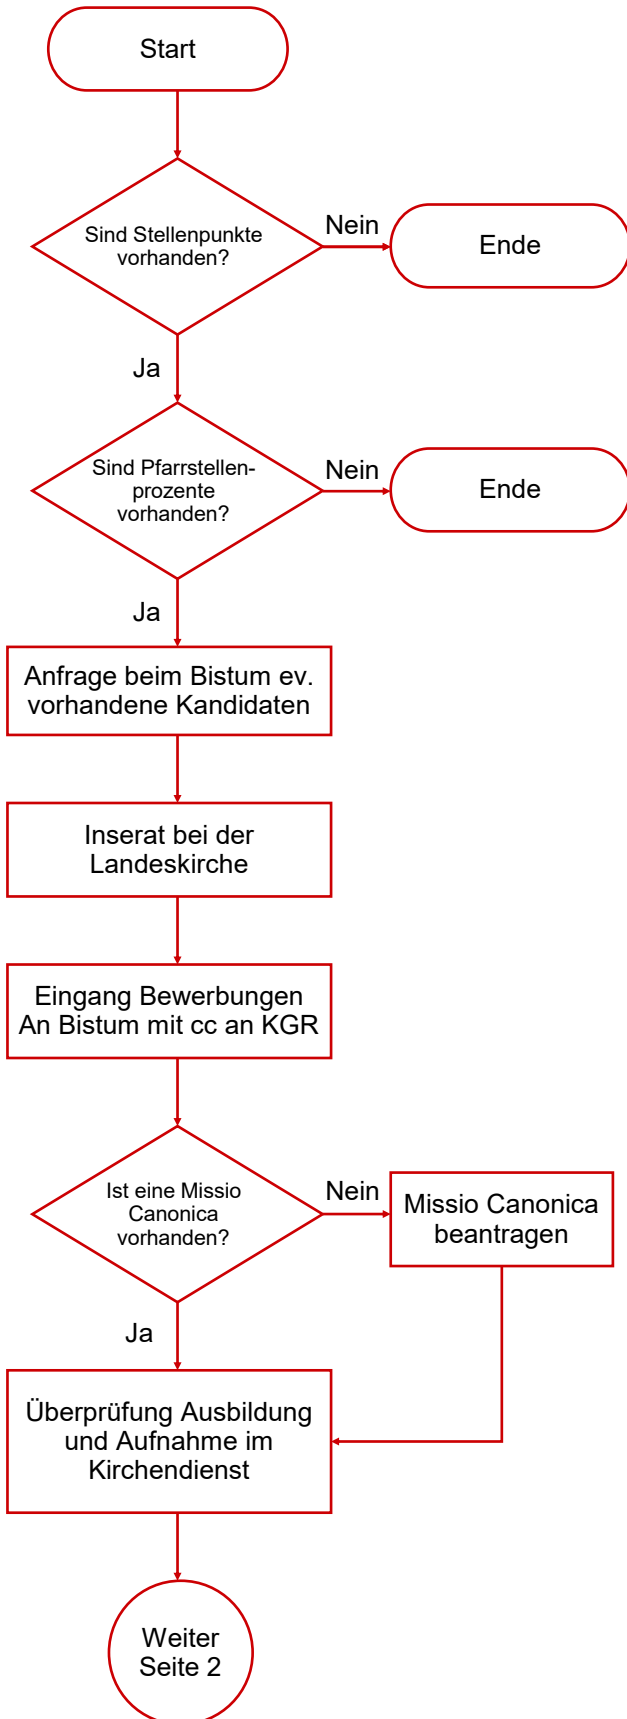 Start
Sind Stellenpunkte
vorhanden?
Nein
Ende
Ja
Sind Pfarrstellen-
prozente
vorhanden?
Nein
Ende
Ja
Anfrage beim Bistum ev.
vorhandene Kandidaten
Inserat bei der
Landeskirche
Eingang Bewerbungen
An Bistum mit cc an KGR
Ist eine Missio
Canonica
vorhanden?
Nein
Missio Canonica
beantragen
Ja
Überprüfung Ausbildung
und Aufnahme im
Kirchendienst
Weiter
Seite 2